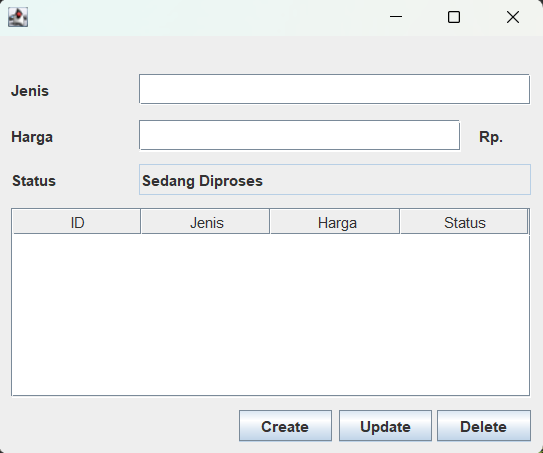 Jenis
Harga Rp.
Status Sedang Diproses
ID Jenis Harga Status
Create Update Delete